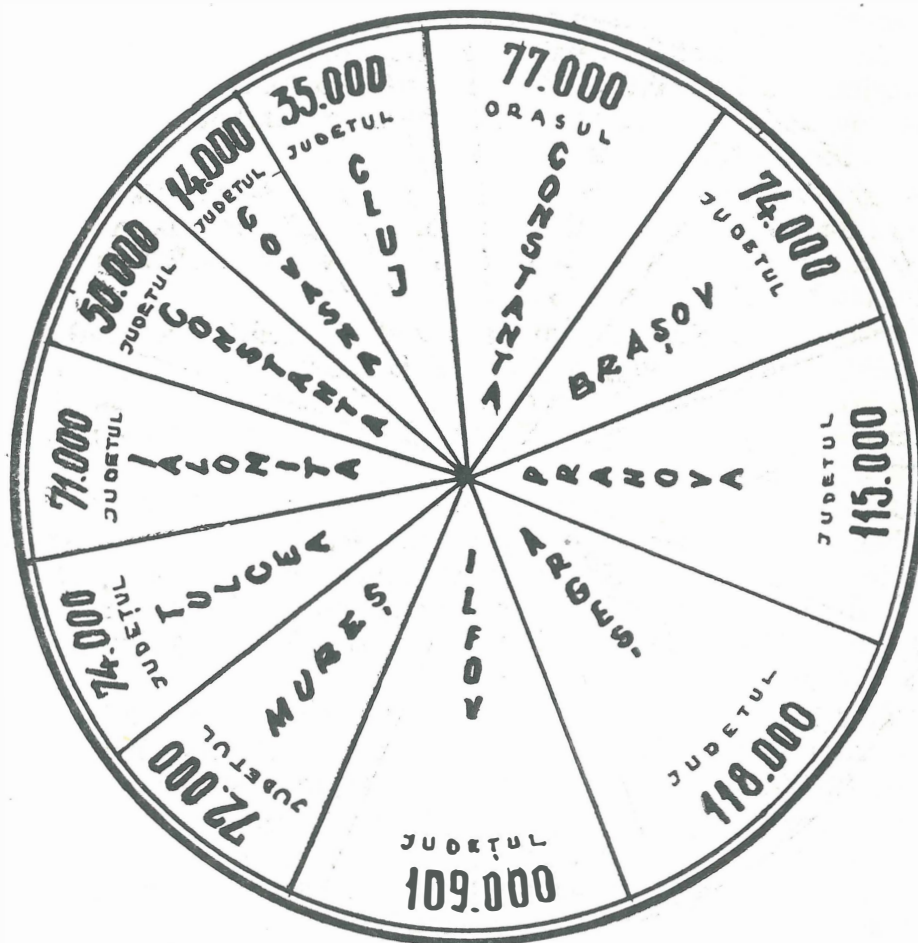 77.000
ORASUL
CONSTANTA
74.000
JUDETUL
BRAȘOV
115.000
JUDETUL
PRAHOVA
ARGES
JUDETUL
118.000
ILFOV
JUDEȚUL
109.000
MUREȘ
JUDETUL
72.000
TULCEA
JUDEȚUL
74.000
71.000
JUDETUL
IALOMITA
50.000
JUDETUL
CONSTANTA
14.000
JUDETUL
COVASNA
35.000
JUDETUL
CLUJ